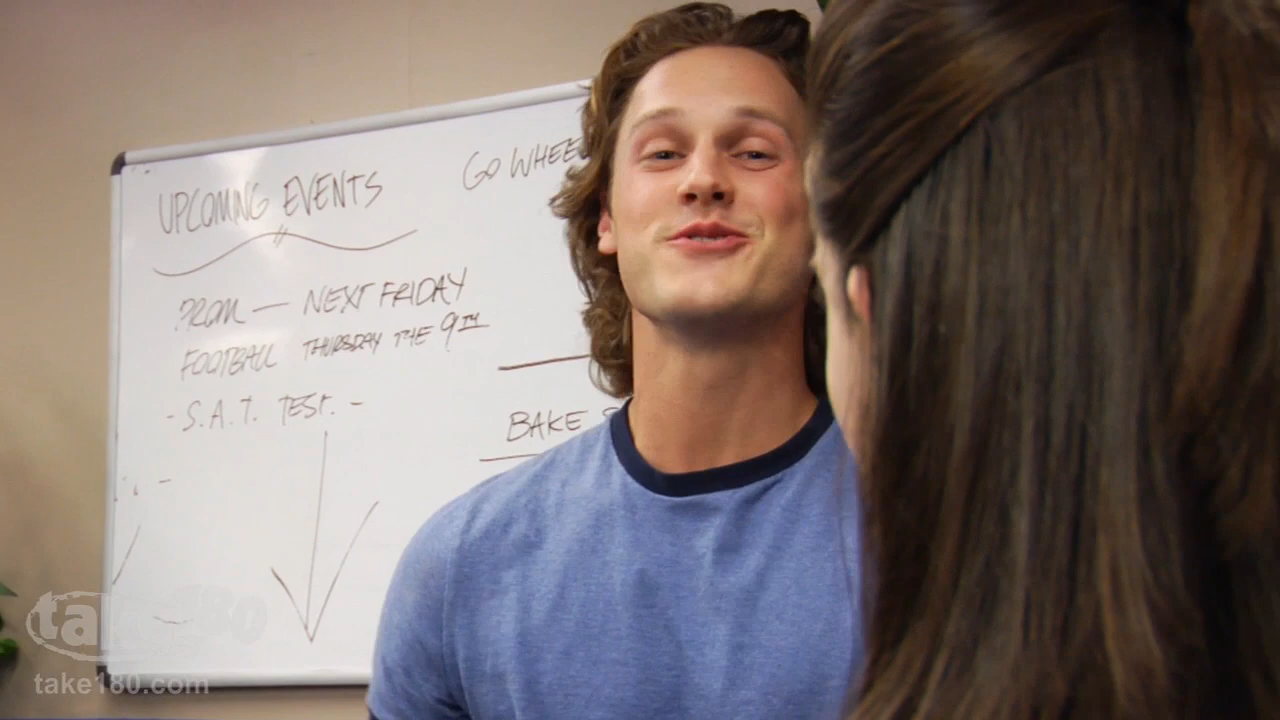 UPCOMING EVENTS
GO WHEE
PROM — NEXT FRIDAY
FOOTBALL THURSDAY THE 9TH
- S.A.T. TEST. -
BAKE S
take180
take180.com